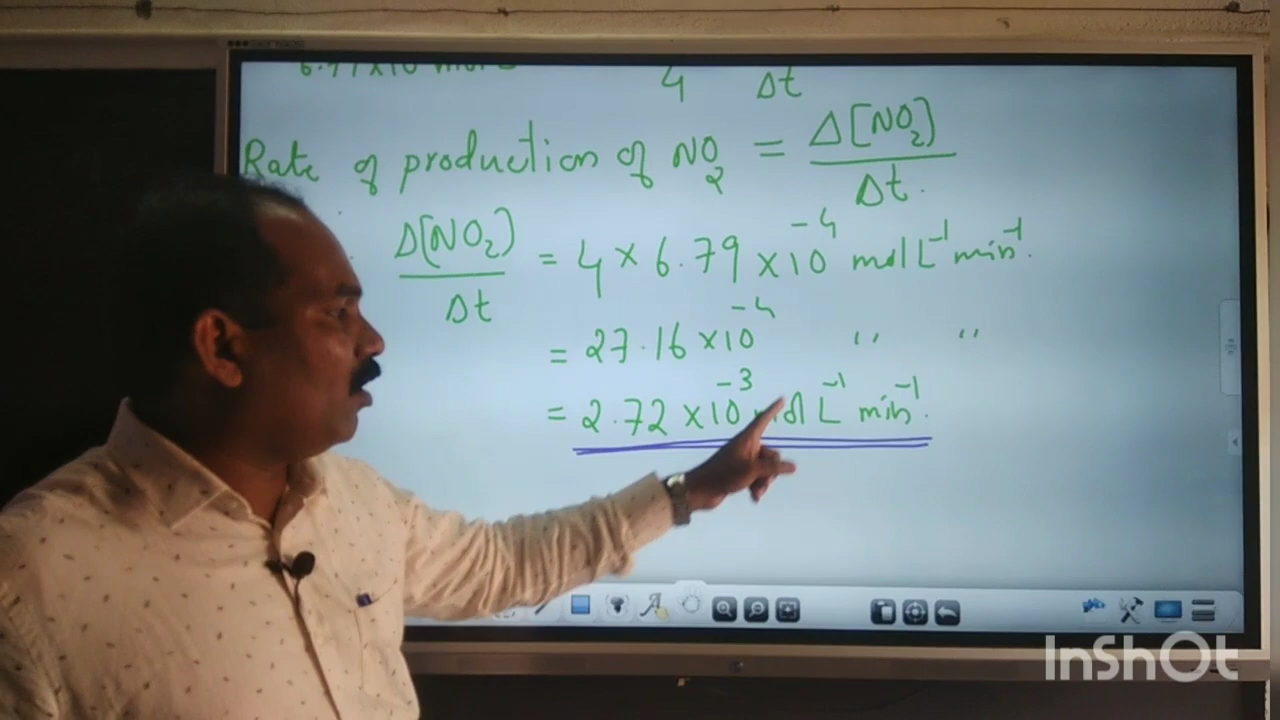 4 Δt
Rate of production of NO₂ = Δ[NO₂] / Δt.
Δ[NO₂] / Δt = 4 × 6.79 × 10⁻⁴ mol L⁻¹ min⁻¹.
= 27.16 × 10⁻⁴ " "
= 2.72 × 10⁻³ mol L⁻¹ min⁻¹.
InShOt